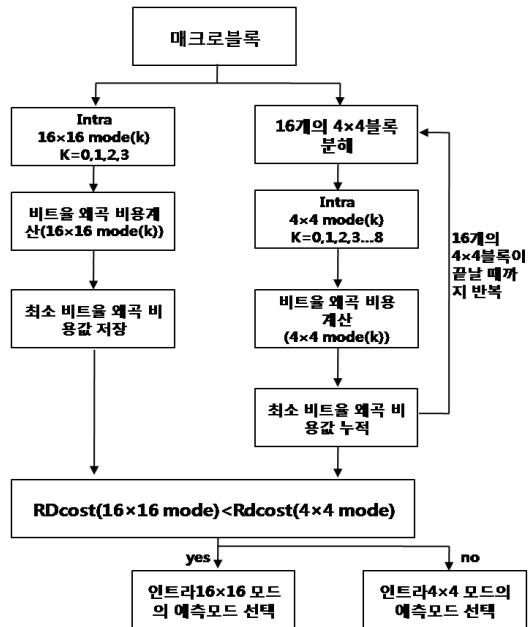 매크로블록
Intra
16×16 mode(k)
K=0,1,2,3
비트율 왜곡 비용계
산(16×16 mode(k))
최소 비트율 왜곡 비
용값 저장
16개의 4×4블록
분해
Intra
4×4 mode(k)
K=0,1,2,3...8
비트율 왜곡 비용
계산
(4×4 mode(k))
최소 비트율 왜곡 비
용값 누적
16개의
4×4블록이
끝날 때까
지 반복
RDcost(16×16 mode)<Rdcost(4×4 mode)
yes
no
인트라16×16 모드
의 예측모드 선택
인트라4×4 모드의
예측모드 선택